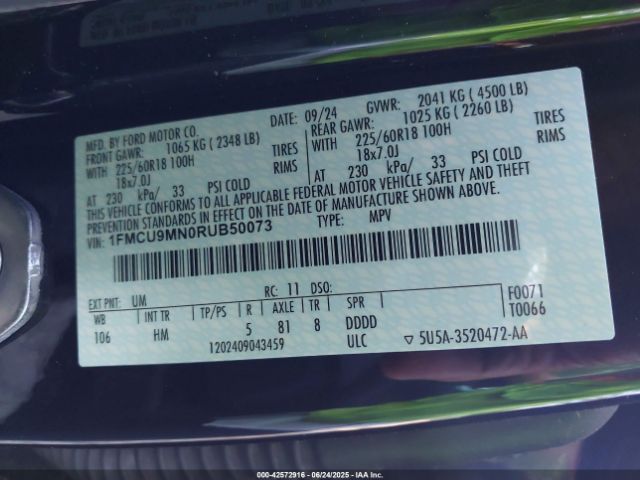 MFD. BY FORD MOTOR CO. DATE: 09/24 GVWR: 2041 KG ( 4500 LB)
FRONT GAWR: 1065 KG ( 2348 LB) REAR GAWR: 1025 KG ( 2260 LB)
WITH 225/60R18 100H TIRES WITH 225/60R18 100H TIRES
18x7.0J RIMS 18x7.0J RIMS
AT 230 kPa/ 33 PSI COLD AT 230 kPa/ 33 PSI COLD
THIS VEHICLE CONFORMS TO ALL APPLICABLE FEDERAL MOTOR VEHICLE SAFETY AND THEFT
PREVENTION STANDARDS IN EFFECT ON THE DATE OF MANUFACTURE SHOWN ABOVE.
VIN: 1FMCU9MN0RUB50073 TYPE: MPV
EXT PNT: UM RC: 11 DSO: F0071
WB INT TR TP/PS R AXLE TR SPR T0066
106 HM 5 81 8 DDDD
1202409043459 ULC 5U5A-3520472-AA
000-42572916 - 06/24/2025 - IAA Inc.